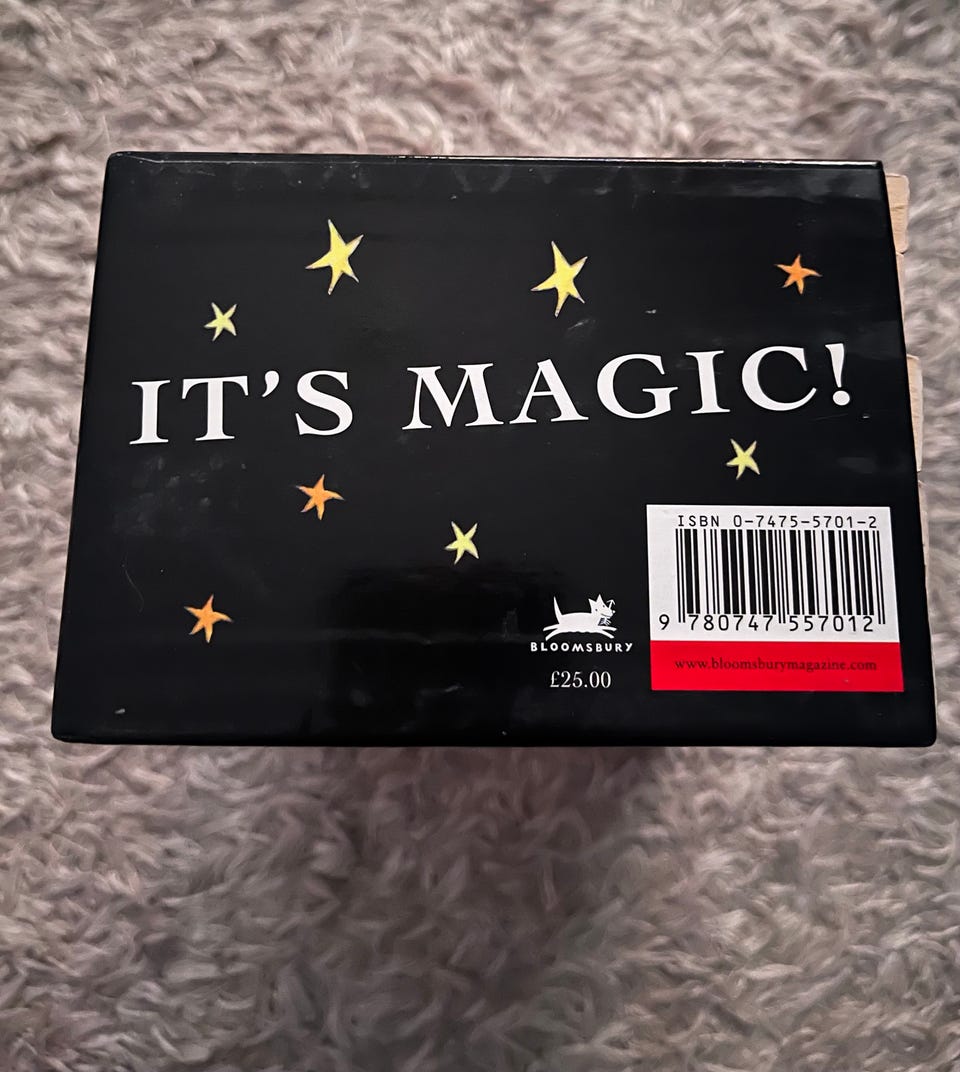 IT'S MAGIC!
ISBN 0-7475-5701-2
9 780747 557012
www.bloomsburymagazine.com
BLOOMSBURY
£25.00